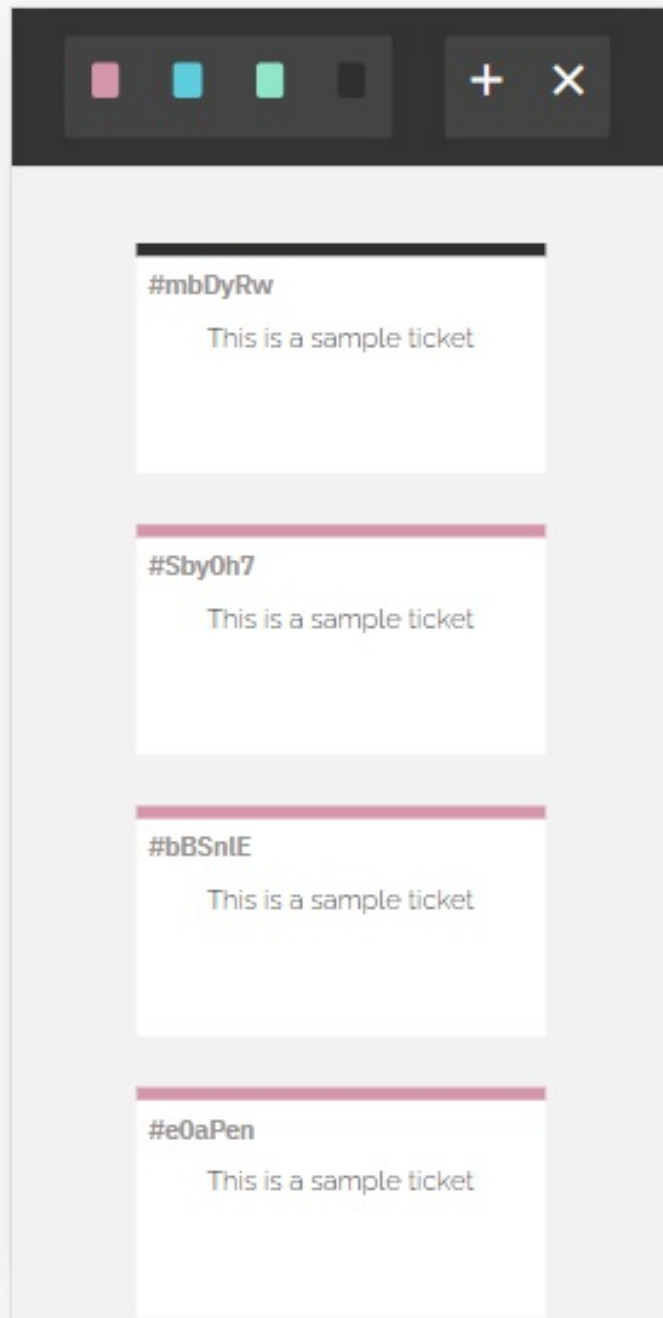 #mbDyRw
This is a sample ticket
#Sby0h7
This is a sample ticket
#bBSnlE
This is a sample ticket
#e0aPen
This is a sample ticket